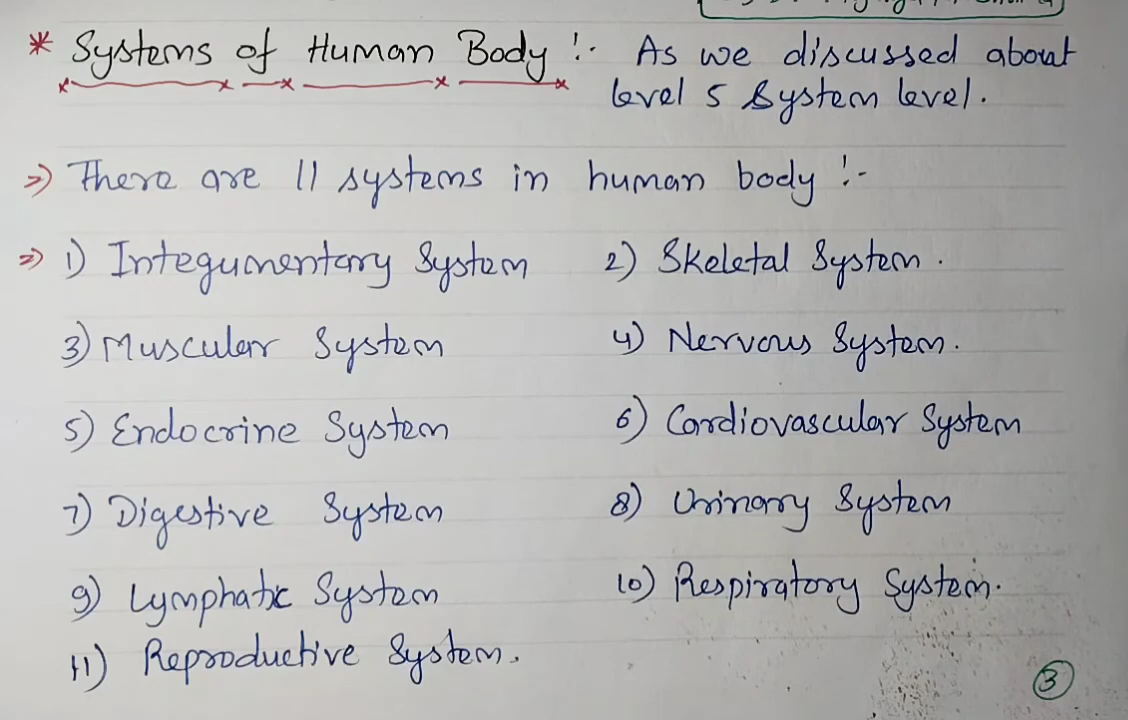 * Systems of Human Body :- As we discussed about
level 5 System level.
=> There are 11 systems in human body :-
=> 1) Integumentary System 2) Skeletal System.
3) Muscular System 4) Nervous System.
5) Endocrine System 6) Cardiovascular System
7) Digestive System 8) Urinary System
9) Lymphatic System 10) Respiratory System.
11) Reproductive System.
3